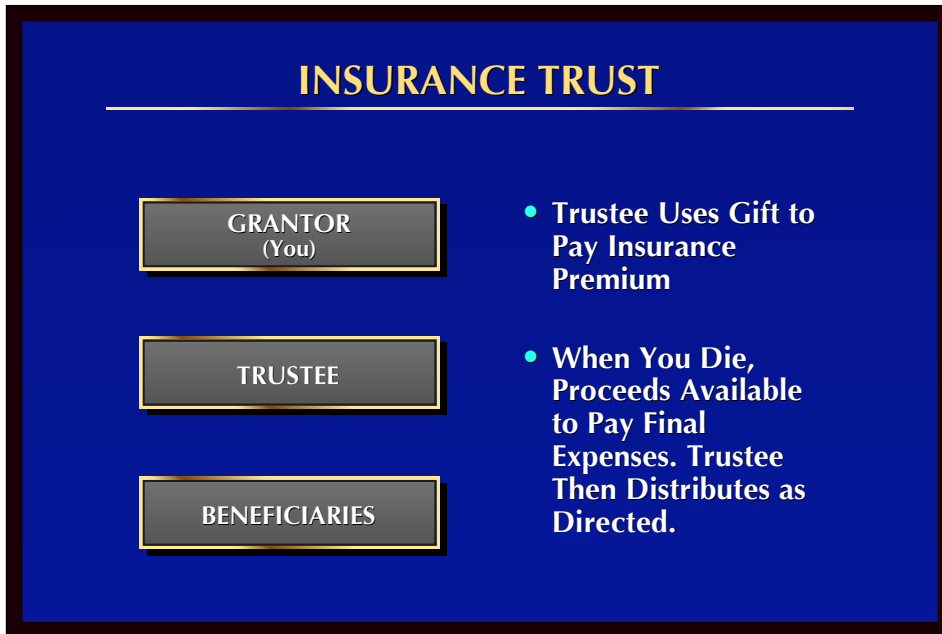 INSURANCE TRUST
GRANTOR
(You)
TRUSTEE
BENEFICIARIES
• Trustee Uses Gift to
Pay Insurance
Premium
• When You Die,
Proceeds Available
to Pay Final
Expenses. Trustee
Then Distributes as
Directed.